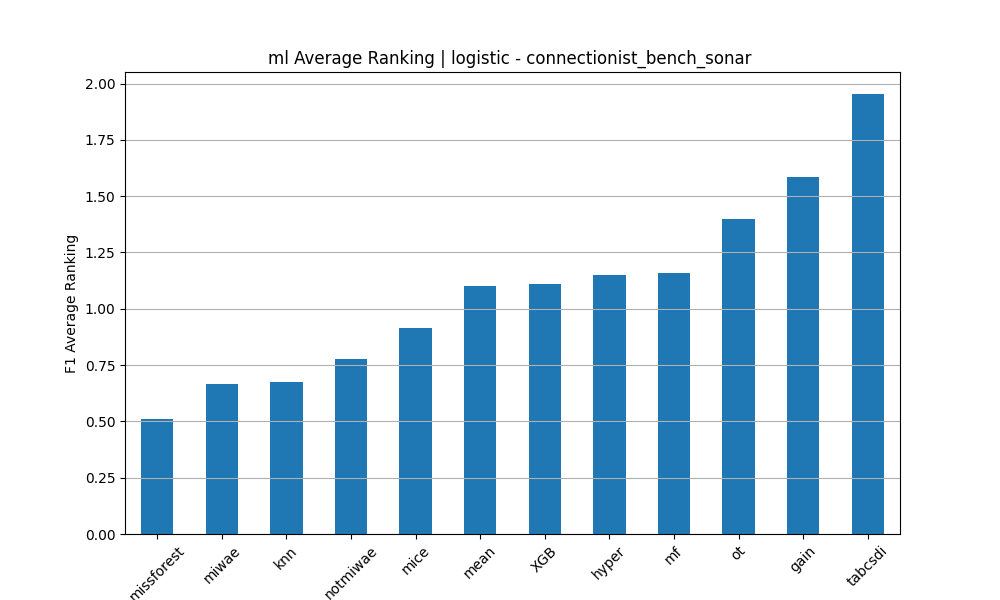 ml Average Ranking | logistic - connectionist_bench_sonar
F1 Average Ranking
2.00
1.75
1.50
1.25
1.00
0.75
0.50
0.25
0.00
missforest
miwae
knn
notmiwae
mice
mean
XGB
hyper
mf
ot
gain
tabcsdi